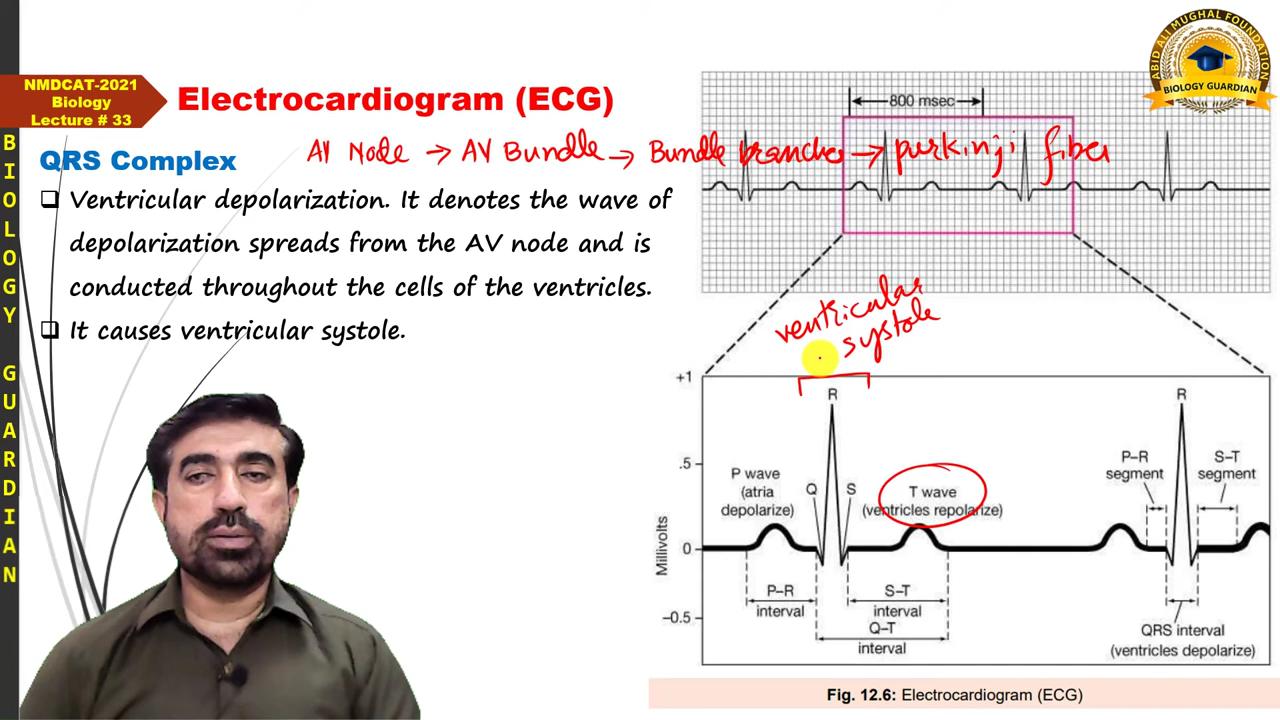 ABID ALI MUGHAL FOUNDATION
BIOLOGY GUARDIAN
NMDCAT-2021
Biology
Lecture # 33
Electrocardiogram (ECG)
BIOLOGY GUARDIAN
AV Node → AV Bundle → Bundle branches → purkinji fiber
QRS Complex
Ventricular depolarization. It denotes the wave of
depolarization spreads from the AV node and is
conducted throughout the cells of the ventricles.
It causes ventricular systole.
800 msec
ventricular
systole
+1
.5
0
–0.5
Millivolts
P wave
(atria
depolarize)
Q
R
S
T wave
(ventricles repolarize)
P–R
interval
S–T
interval
Q–T
interval
P–R
segment
R
S–T
segment
QRS interval
(ventricles depolarize)
Fig. 12.6: Electrocardiogram (ECG)